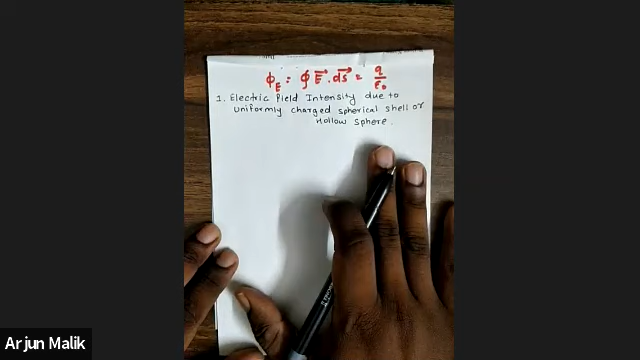 ϕE = ∮ E⃗ . ds⃗ = q/ε₀
1. Electric Field Intensity due to
uniformly charged spherical shell or
Hollow sphere.
Arjun Malik